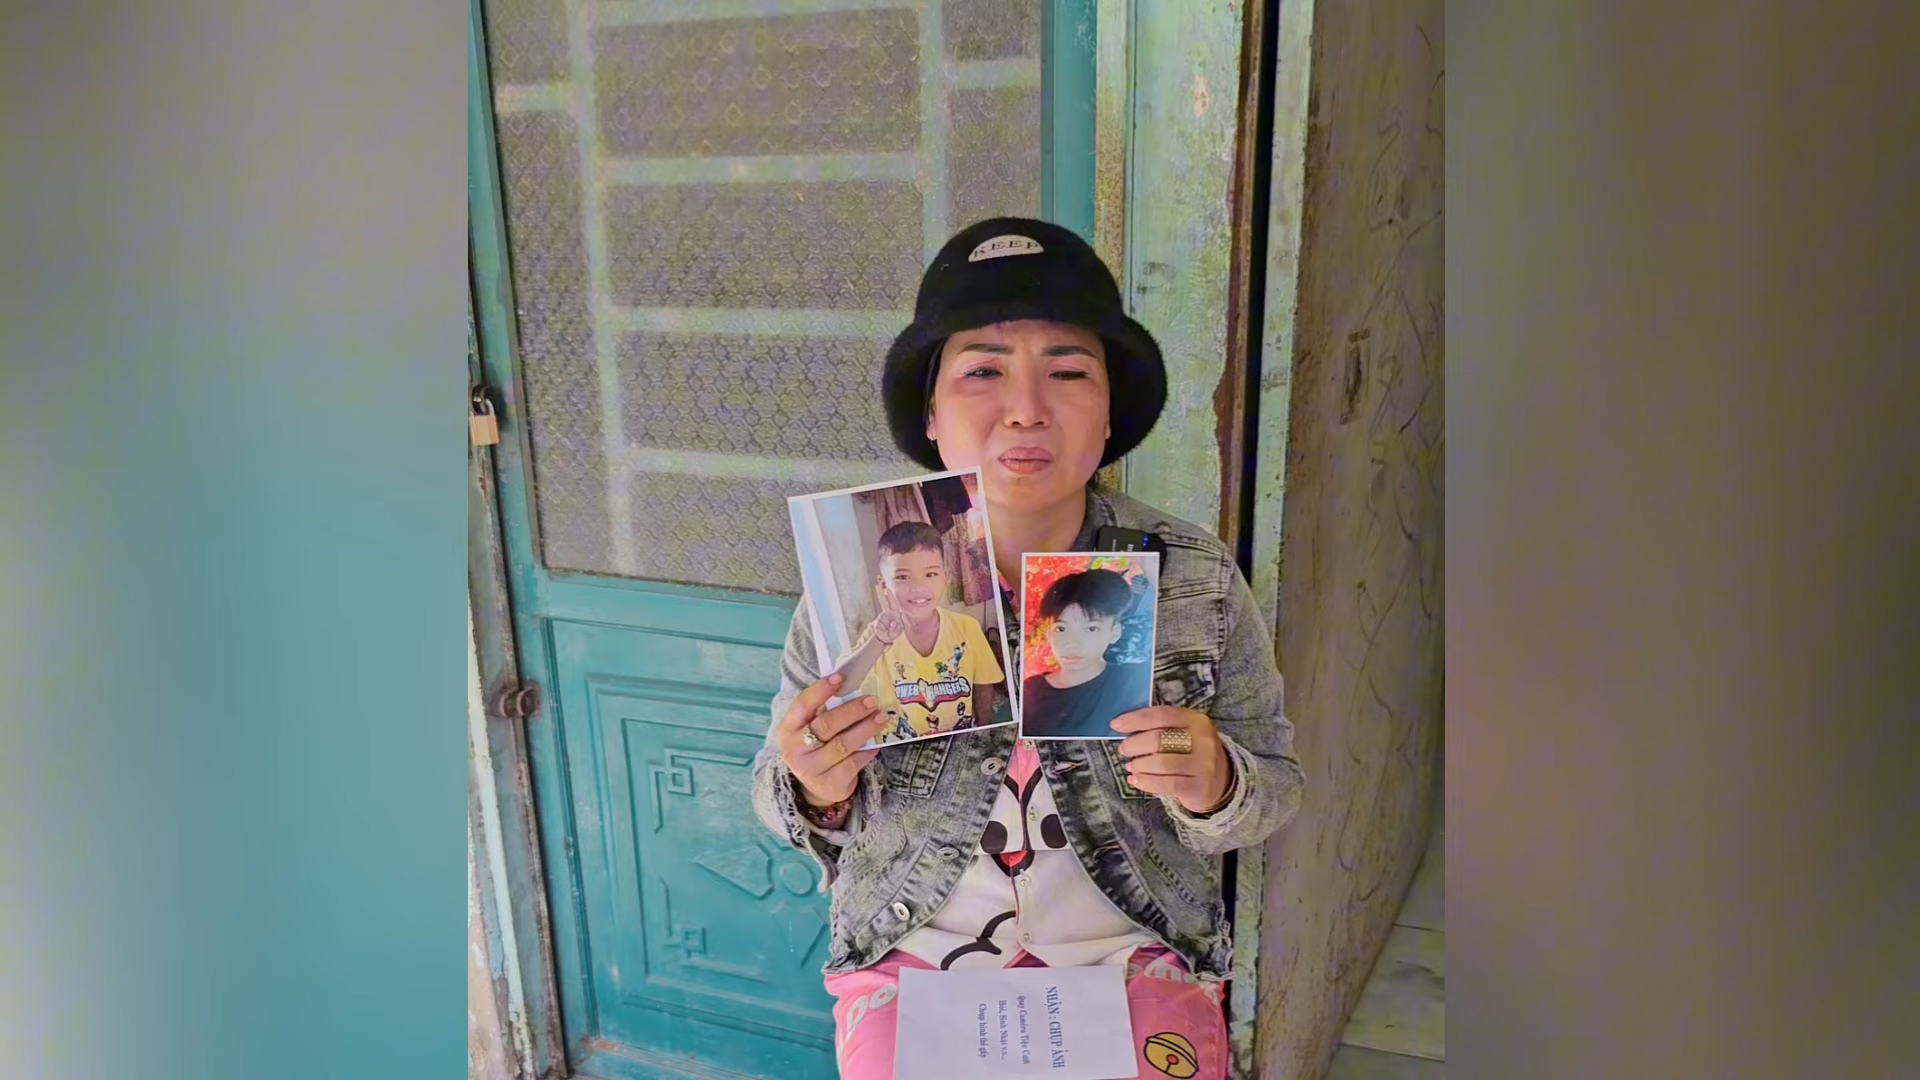 KEEP
POWER RANGERS
NHẬN : CHỤP ẢNH
Quay Camera Tiệc Cưới
Hỏi, Sinh Nhật v.v...
Chụp hình thẻ gấp